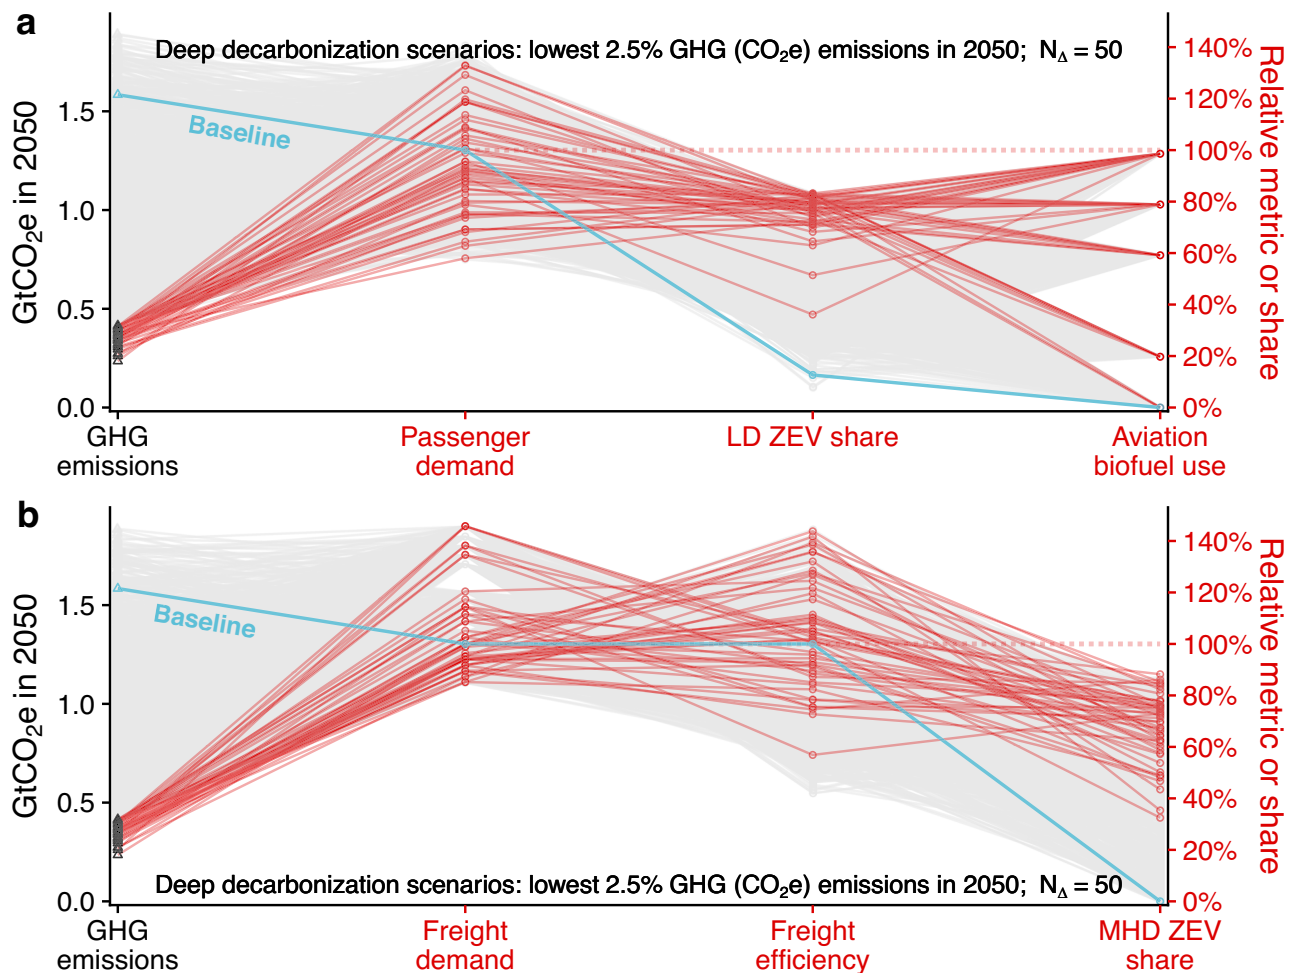 a
Deep decarbonization scenarios: lowest 2.5% GHG (CO₂e) emissions in 2050; N_Δ = 50
GtCO₂e in 2050
1.5
1.0
0.5
0.0
Baseline
140%
120%
100%
80%
60%
40%
20%
0%
Relative metric or share
GHG
emissions
Passenger
demand
LD ZEV share
Aviation
biofuel use
b
GtCO₂e in 2050
1.5
1.0
0.5
0.0
Baseline
140%
120%
100%
80%
60%
40%
20%
0%
Relative metric or share
Deep decarbonization scenarios: lowest 2.5% GHG (CO₂e) emissions in 2050; N_Δ = 50
GHG
emissions
Freight
demand
Freight
efficiency
MHD ZEV
share